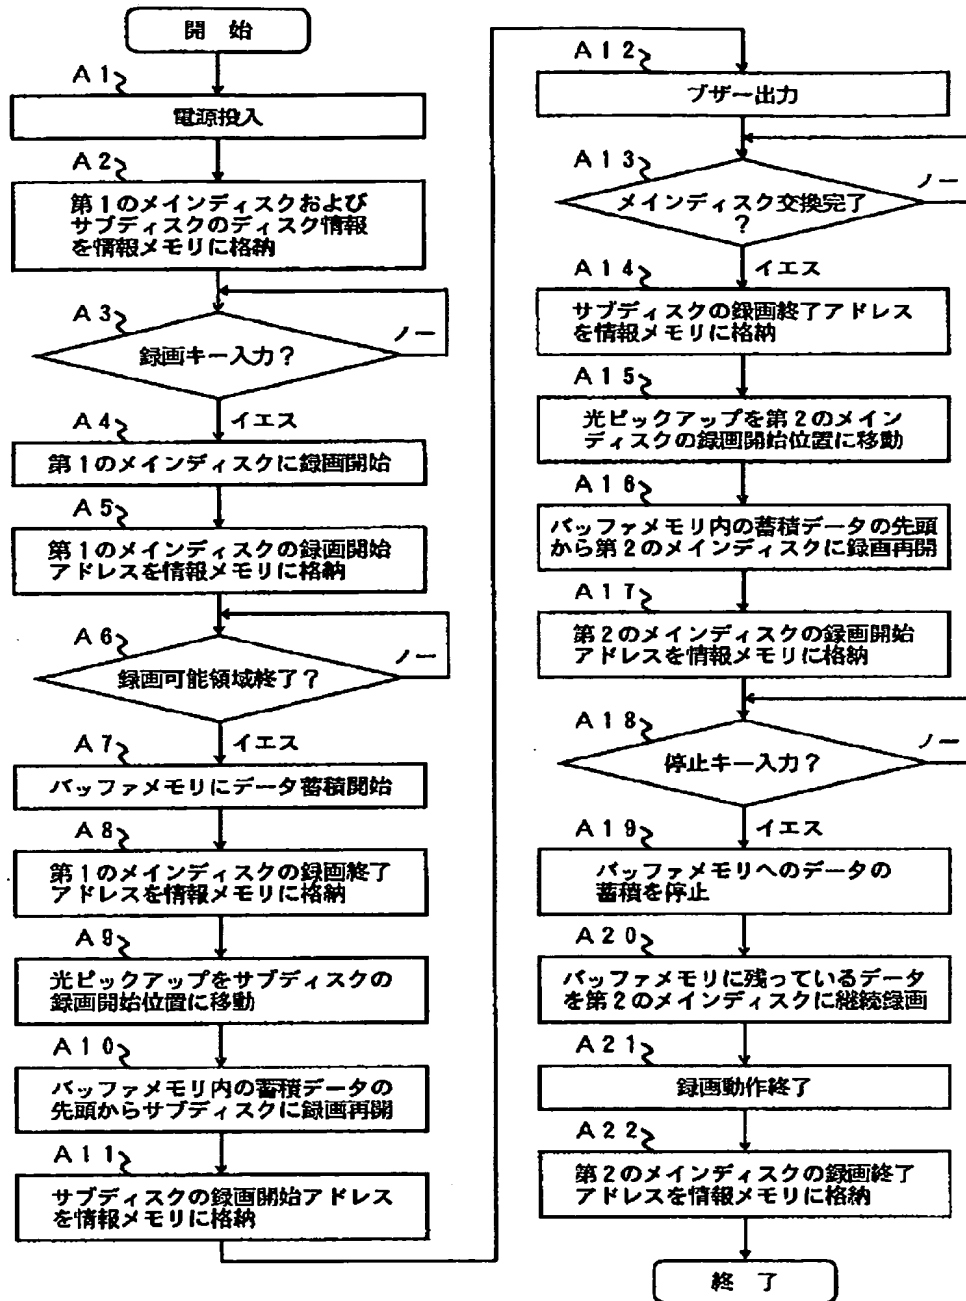 開 始
A1
電源投入
A2
第1のメインディスクおよび
サブディスクのディスク情報
を情報メモリに格納
A3
録画キー入力？
ノー
イエス
A4
第1のメインディスクに録画開始
A5
第1のメインディスクの録画開始
アドレスを情報メモリに格納
A6
録画可能領域終了？
ノー
イエス
A7
バッファメモリにデータ蓄積開始
A8
第1のメインディスクの録画終了
アドレスを情報メモリに格納
A9
光ピックアップをサブディスクの
録画開始位置に移動
A10
バッファメモリ内の蓄積データの
先頭からサブディスクに録画再開
A11
サブディスクの録画開始アドレス
を情報メモリに格納
A12
ブザー出力
A13
メインディスク交換完了
？
ノー
イエス
A14
サブディスクの録画終了アドレス
を情報メモリに格納
A15
光ピックアップを第2のメイン
ディスクの録画開始位置に移動
A16
バッファメモリ内の蓄積データの先頭
から第2のメインディスクに録画再開
A17
第2のメインディスクの録画開始
アドレスを情報メモリに格納
A18
停止キー入力？
ノー
イエス
A19
バッファメモリへのデータの
蓄積を停止
A20
バッファメモリに残っているデータ
を第2のメインディスクに継続録画
A21
録画動作終了
A22
第2のメインディスクの録画終了
アドレスを情報メモリに格納
終 了